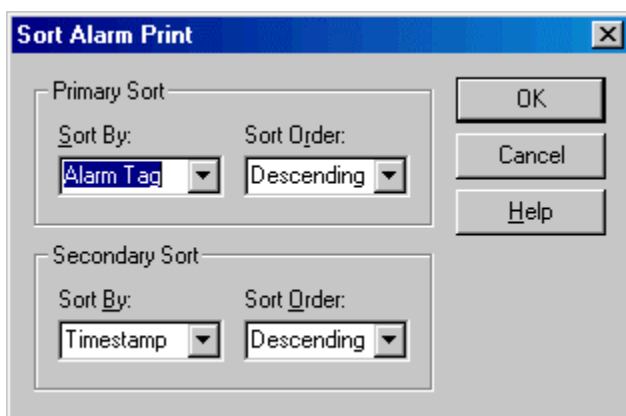 Sort Alarm Print
Primary Sort
Sort By: Sort Order:
Alarm Tag Descending
OK
Cancel
Help
Secondary Sort
Sort By: Sort Order:
Timestamp Descending